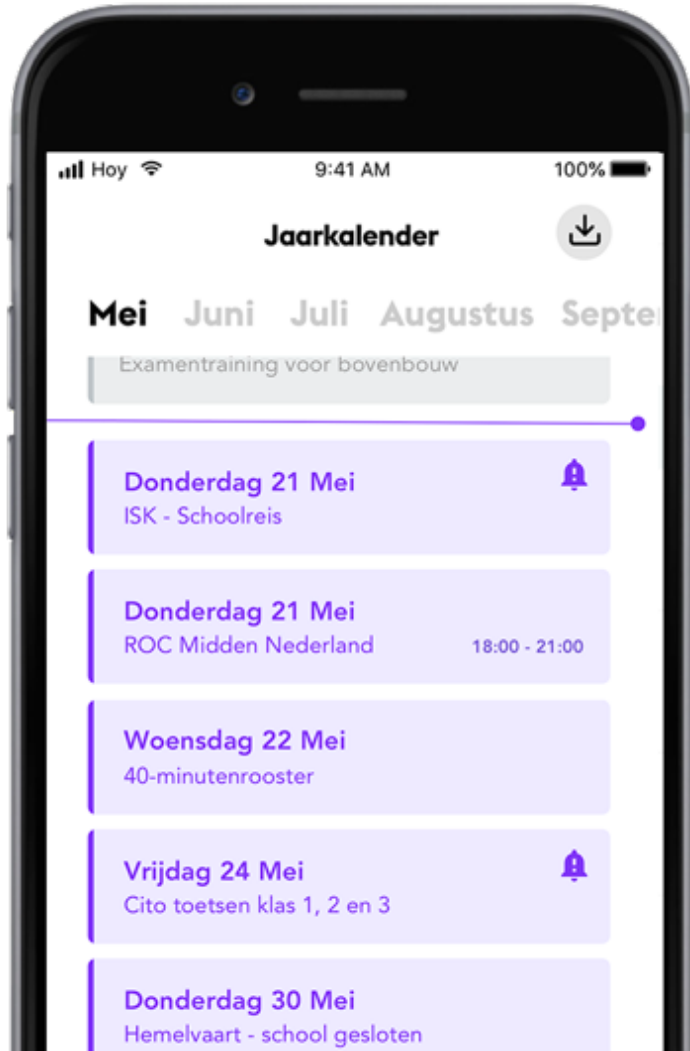 Hoy 9:41 AM 100%
Jaarkalender
Mei Juni Juli Augustus Septe
Examentraining voor bovenbouw
Donderdag 21 Mei
ISK - Schoolreis
Donderdag 21 Mei
ROC Midden Nederland 18:00 - 21:00
Woensdag 22 Mei
40-minutenrooster
Vrijdag 24 Mei
Cito toetsen klas 1, 2 en 3
Donderdag 30 Mei
Hemelvaart - school gesloten